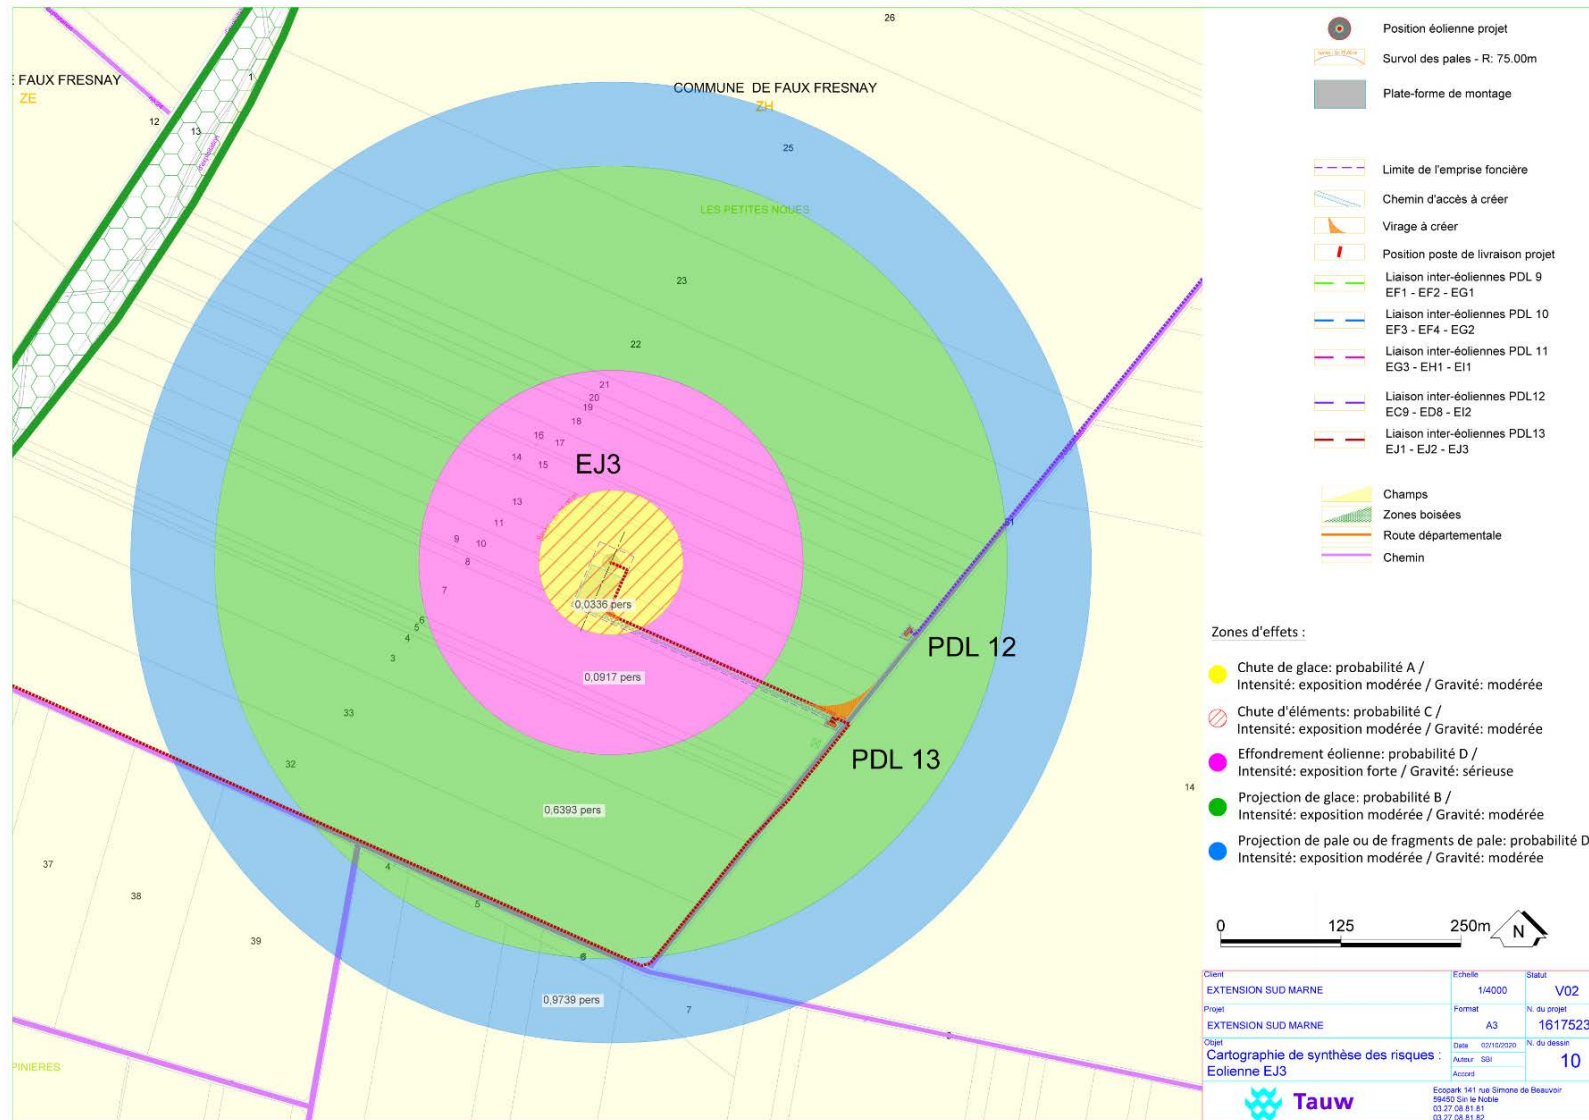 26
E FAUX FRESNAY
ZE
1
12
13
COMMUNE DE FAUX FRESNAY
ZH
25
LES PETITES NOUES
23
22
21
20
19
18
16
17
14
15
EJ3
13
11
9
10
8
7
0,0336 pers
6
5
4
3
0,0917 pers
31
PDL 12
33
32
PDL 13
14
0,6393 pers
37
38
39
4
5
6
0,9739 pers
7
PINIERES
Position éolienne projet
Survol des pales - R: 75.00m
Plate-forme de montage
Limite de l'emprise foncière
Chemin d'accès à créer
Virage à créer
Position poste de livraison projet
Liaison inter-éoliennes PDL 9
EF1 - EF2 - EG1
Liaison inter-éoliennes PDL 10
EF3 - EF4 - EG2
Liaison inter-éoliennes PDL 11
EG3 - EH1 - EI1
Liaison inter-éoliennes PDL12
EC9 - ED8 - EI2
Liaison inter-éoliennes PDL13
EJ1 - EJ2 - EJ3
Champs
Zones boisées
Route départementale
Chemin
Zones d'effets :
Chute de glace: probabilité A /
Intensité: exposition modérée / Gravité: modérée
Chute d'éléments: probabilité C /
Intensité: exposition modérée / Gravité: modérée
Effondrement éolienne: probabilité D /
Intensité: exposition forte / Gravité: sérieuse
Projection de glace: probabilité B /
Intensité: exposition modérée / Gravité: modérée
Projection de pale ou de fragments de pale: probabilité D
Intensité: exposition modérée / Gravité: modérée
0 125 250m
N
Client Echelle Statut
EXTENSION SUD MARNE 1/4000 V02
Projet Format N. du projet
EXTENSION SUD MARNE A3 1617523
Objet Date 02/10/2020 N. du dessin
Cartographie de synthèse des risques : Auteur SBI 10
Eolienne EJ3 Accord
Tauw
Ecopark 141 rue Simone de Beauvoir
59450 Sin le Noble
03.27.08.81.81
03.27.08.81.82